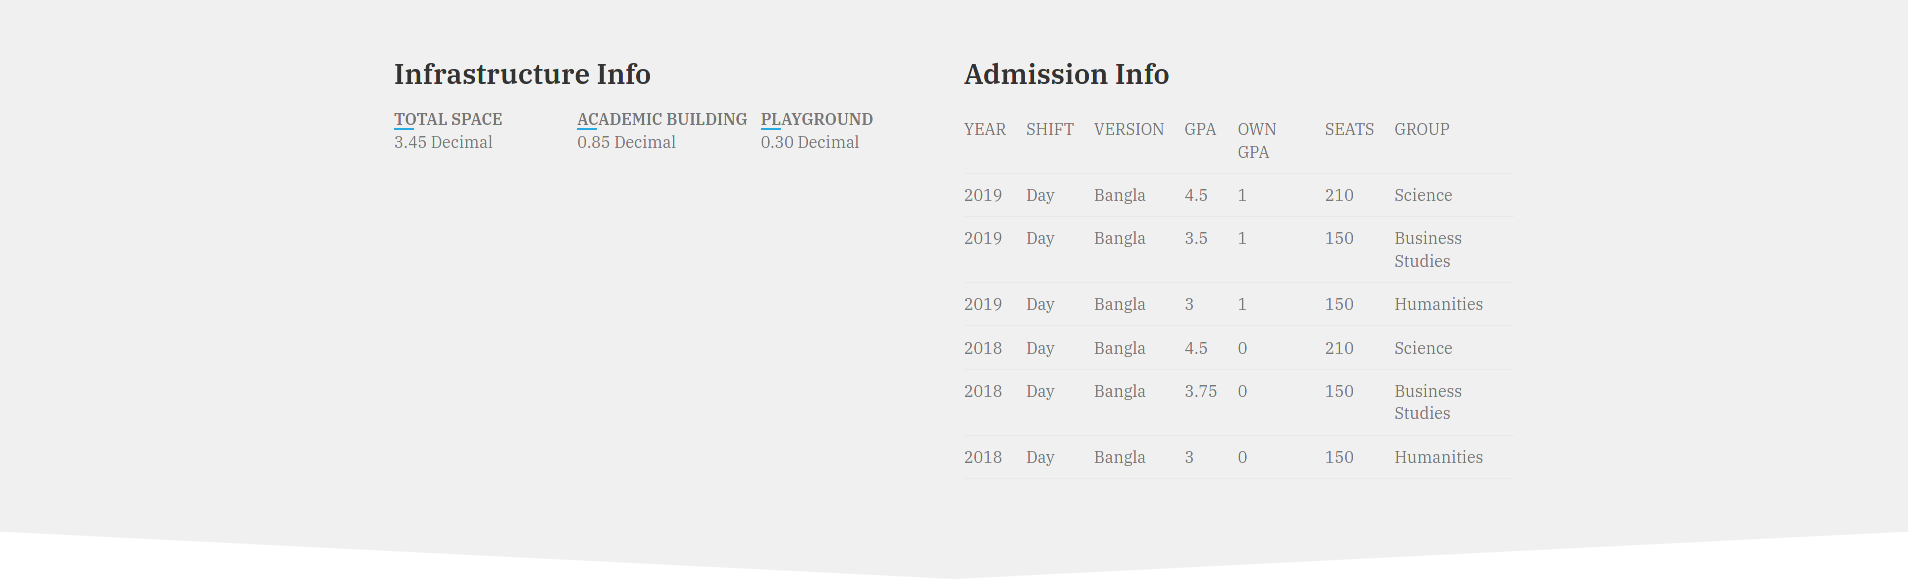 Infrastructure Info
TOTAL SPACE ACADEMIC BUILDING PLAYGROUND
3.45 Decimal 0.85 Decimal 0.30 Decimal
Admission Info
YEAR SHIFT VERSION GPA OWN GPA SEATS GROUP
2019 Day Bangla 4.5 1 210 Science
2019 Day Bangla 3.5 1 150 Business Studies
2019 Day Bangla 3 1 150 Humanities
2018 Day Bangla 4.5 0 210 Science
2018 Day Bangla 3.75 0 150 Business Studies
2018 Day Bangla 3 0 150 Humanities